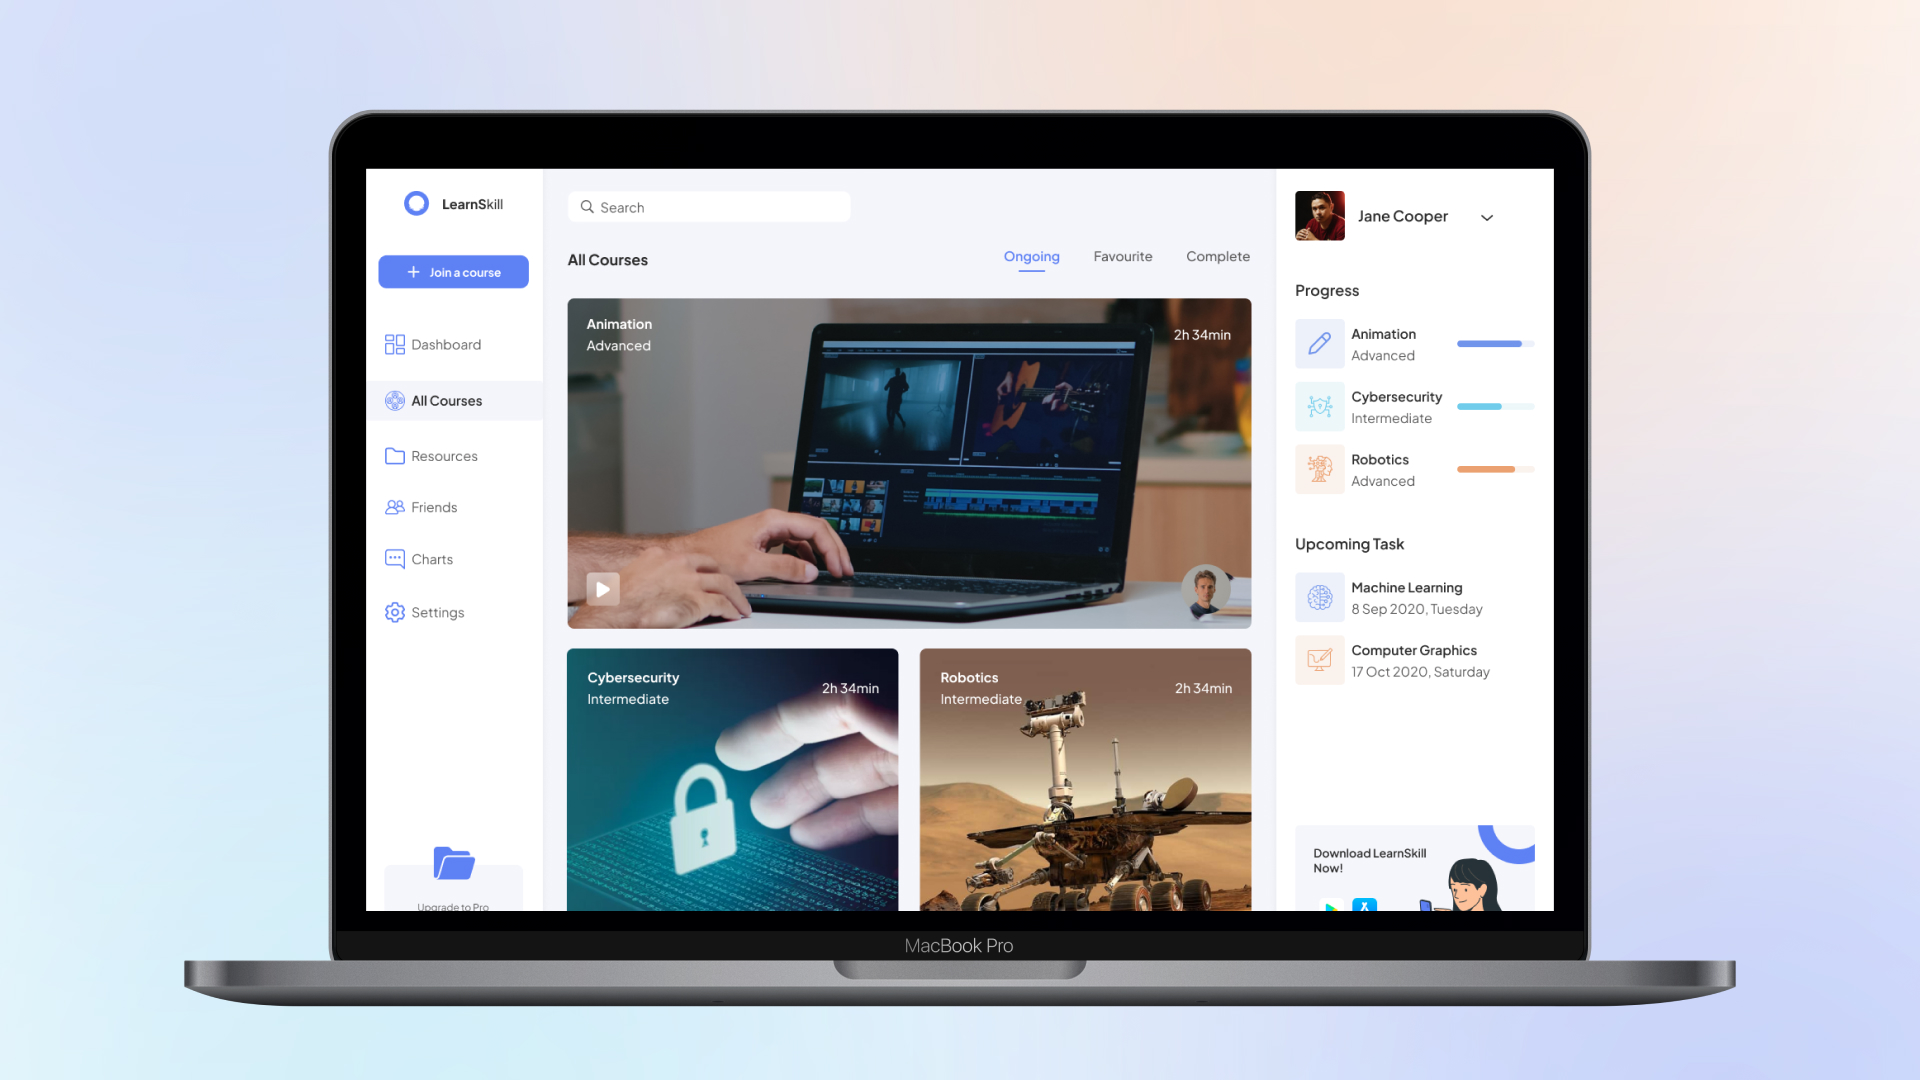 LearnSkill
Join a course
Dashboard
All Courses
Resources
Friends
Charts
Settings
Upgrade to Pro
Search
All Courses
Ongoing
Favourite
Complete
Animation
Advanced
2h 34min
Cybersecurity
Intermediate
2h 34min
Robotics
Intermediate
2h 34min
Jane Cooper
Progress
Animation
Advanced
Cybersecurity
Intermediate
Robotics
Advanced
Upcoming Task
Machine Learning
8 Sep 2020, Tuesday
Computer Graphics
17 Oct 2020, Saturday
Download LearnSkill
Now!
MacBook Pro